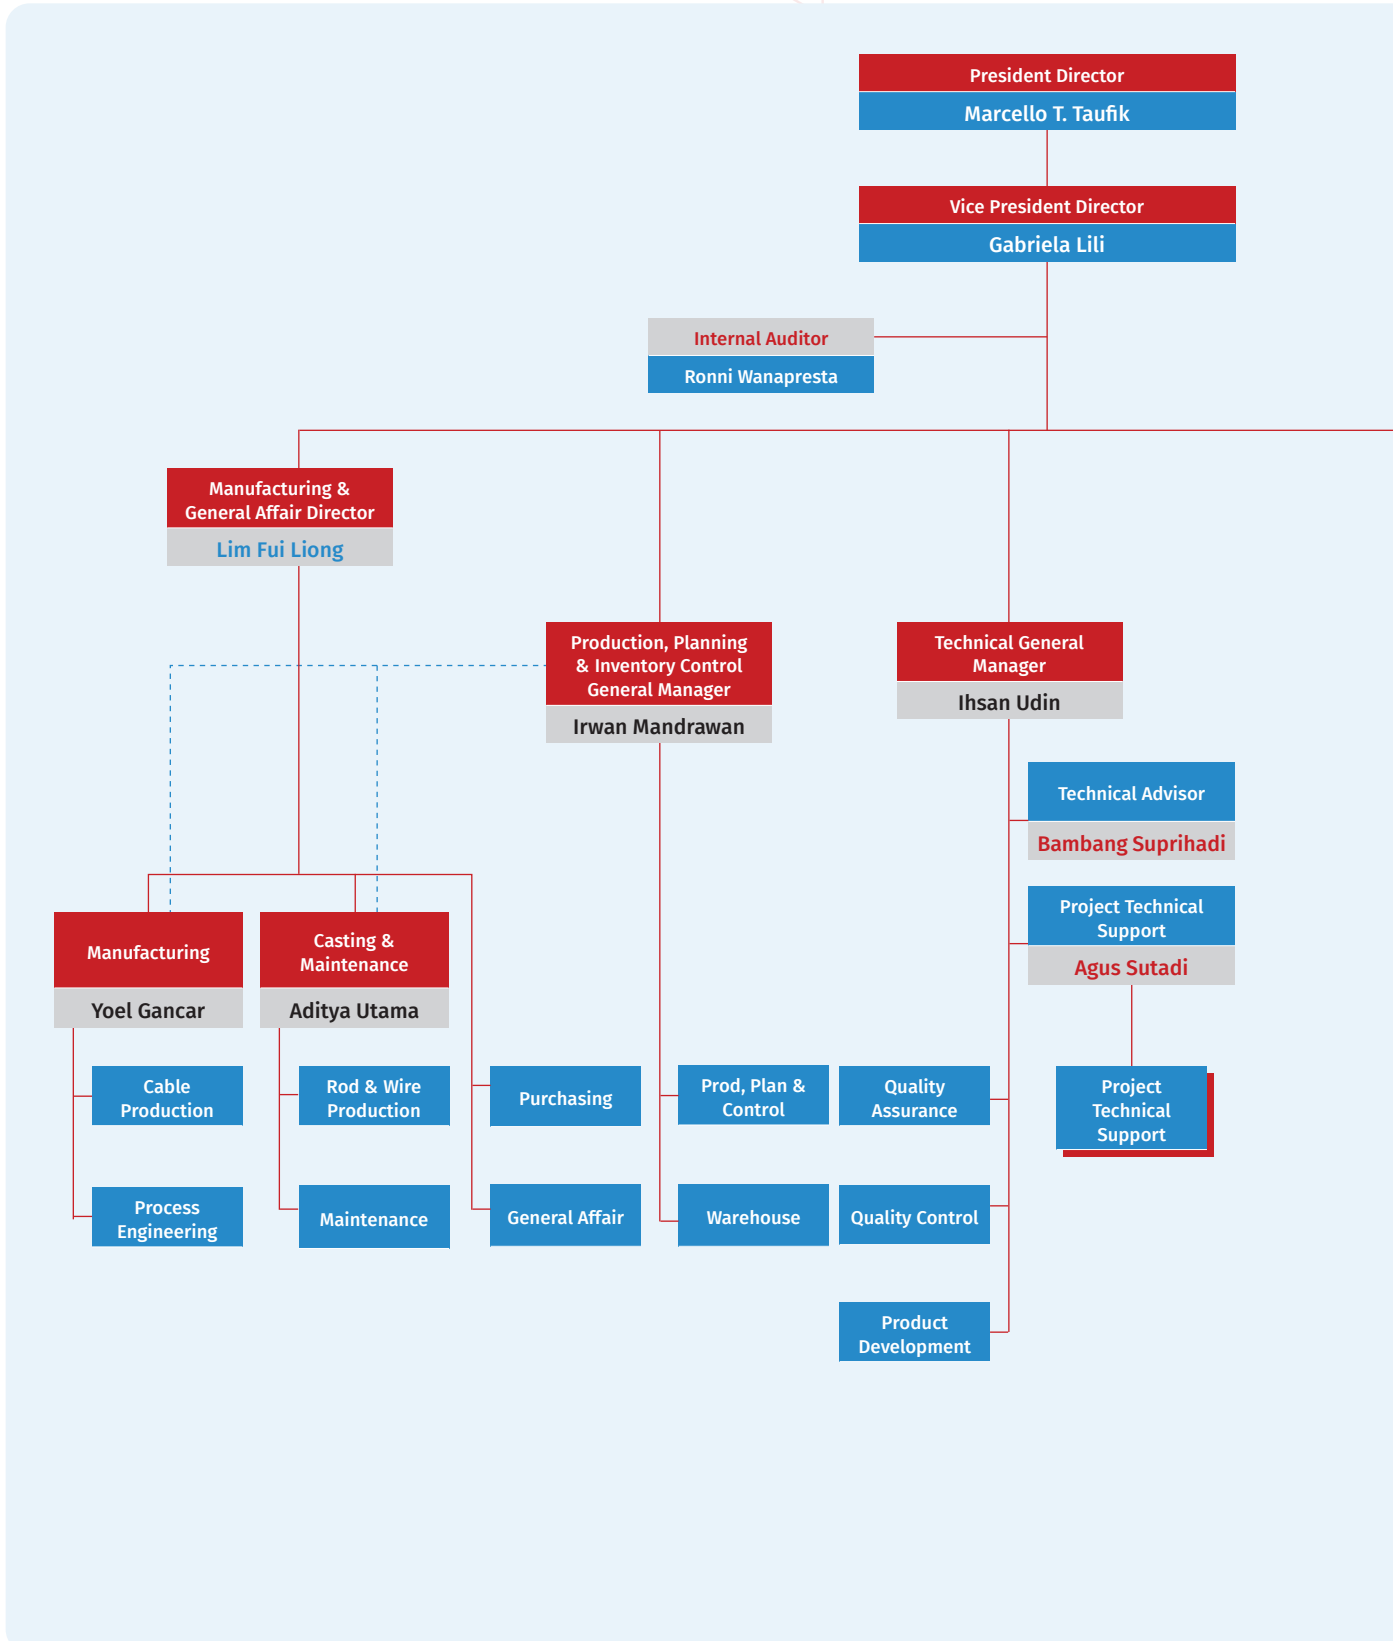 President Director
Marcello T. Taufik
Vice President Director
Gabriela Lili
Internal Auditor
Ronni Wanapresta
Manufacturing &
General Affair Director
Lim Fui Liong
Production, Planning
& Inventory Control
General Manager
Irwan Mandrawan
Technical General
Manager
Ihsan Udin
Technical Advisor
Bambang Suprihadi
Project Technical
Support
Agus Sutadi
Manufacturing
Yoel Gancar
Casting &
Maintenance
Aditya Utama
Cable
Production
Rod & Wire
Production
Purchasing
Prod, Plan &
Control
Quality
Assurance
Project
Technical
Support
Process
Engineering
Maintenance
General Affair
Warehouse
Quality Control
Product
Development